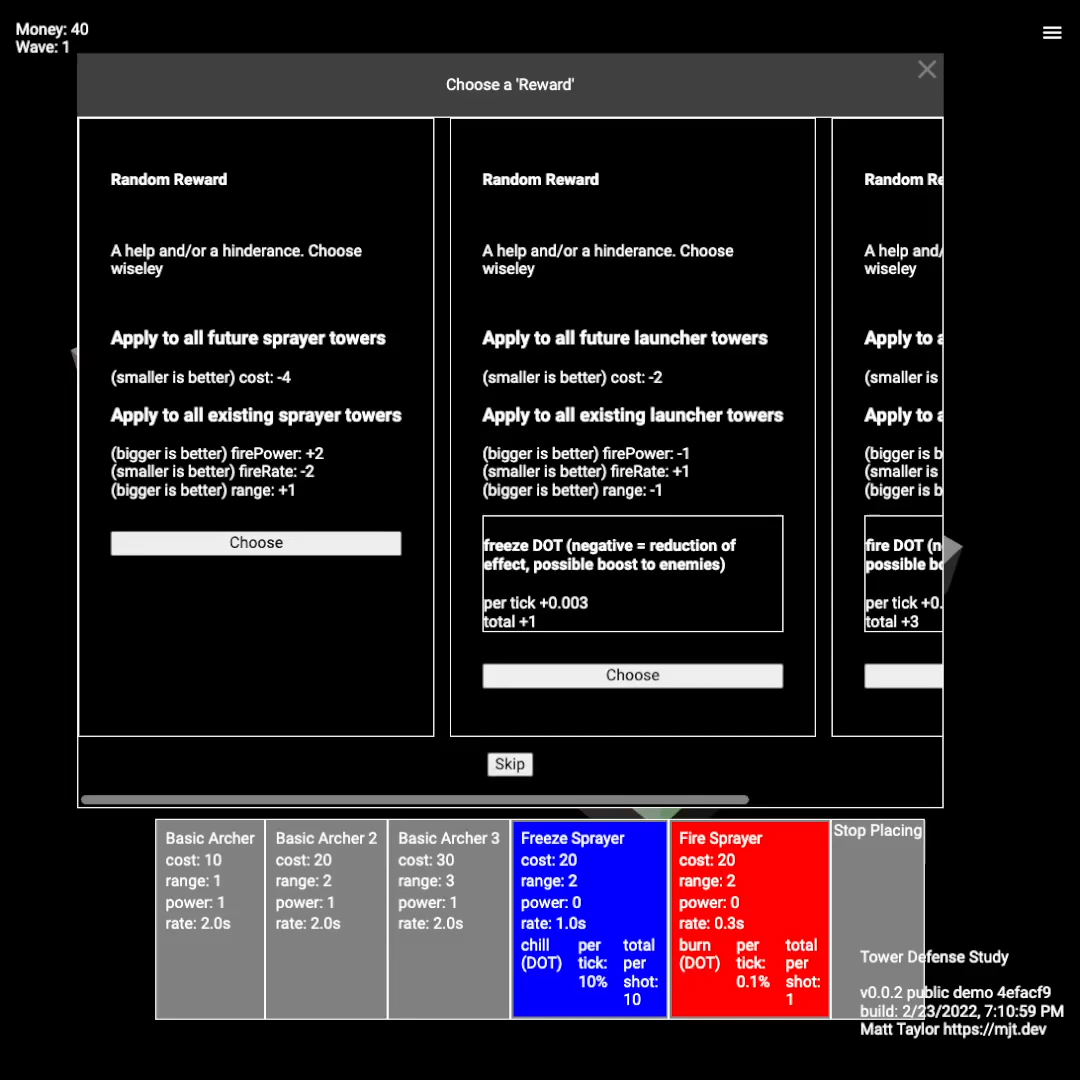 Money: 40
Wave: 1
Choose a 'Reward'
Random Reward
A help and/or a hinderance. Choose
wiseley
Apply to all future sprayer towers
(smaller is better) cost: -4
Apply to all existing sprayer towers
(bigger is better) firePower: +2
(smaller is better) fireRate: -2
(bigger is better) range: +1
Choose
Random Reward
A help and/or a hinderance. Choose
wiseley
Apply to all future launcher towers
(smaller is better) cost: -2
Apply to all existing launcher towers
(bigger is better) firePower: -1
(smaller is better) fireRate: +1
(bigger is better) range: -1
freeze DOT (negative = reduction of
effect, possible boost to enemies)
per tick +0.003
total +1
Choose
Random Re
A help and/
wiseley
Apply to a
(smaller is
Apply to a
(bigger is b
(smaller is
(bigger is b
fire DOT (n
possible bo
per tick +0.
total +3
Skip
Basic Archer
cost: 10
range: 1
power: 1
rate: 2.0s
Basic Archer 2
cost: 20
range: 2
power: 1
rate: 2.0s
Basic Archer 3
cost: 30
range: 3
power: 1
rate: 2.0s
Freeze Sprayer
cost: 20
range: 2
power: 0
rate: 1.0s
chill
(DOT)
per
tick:
10%
total
per
shot:
10
Fire Sprayer
cost: 20
range: 2
power: 0
rate: 0.3s
burn
(DOT)
per
tick:
0.1%
total
per
shot:
1
Stop Placing
Tower Defense Study
v0.0.2 public demo 4efacf9
build: 2/23/2022, 7:10:59 PM
Matt Taylor https://mjt.dev